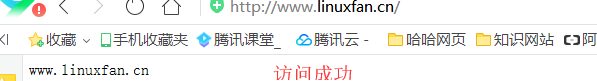 http://www.linuxfan.cn/
收藏 手机收藏夹 腾讯课堂_ 腾讯云 - 哈哈网页 知识网站 阿
www.linuxfan.cn
访问成功